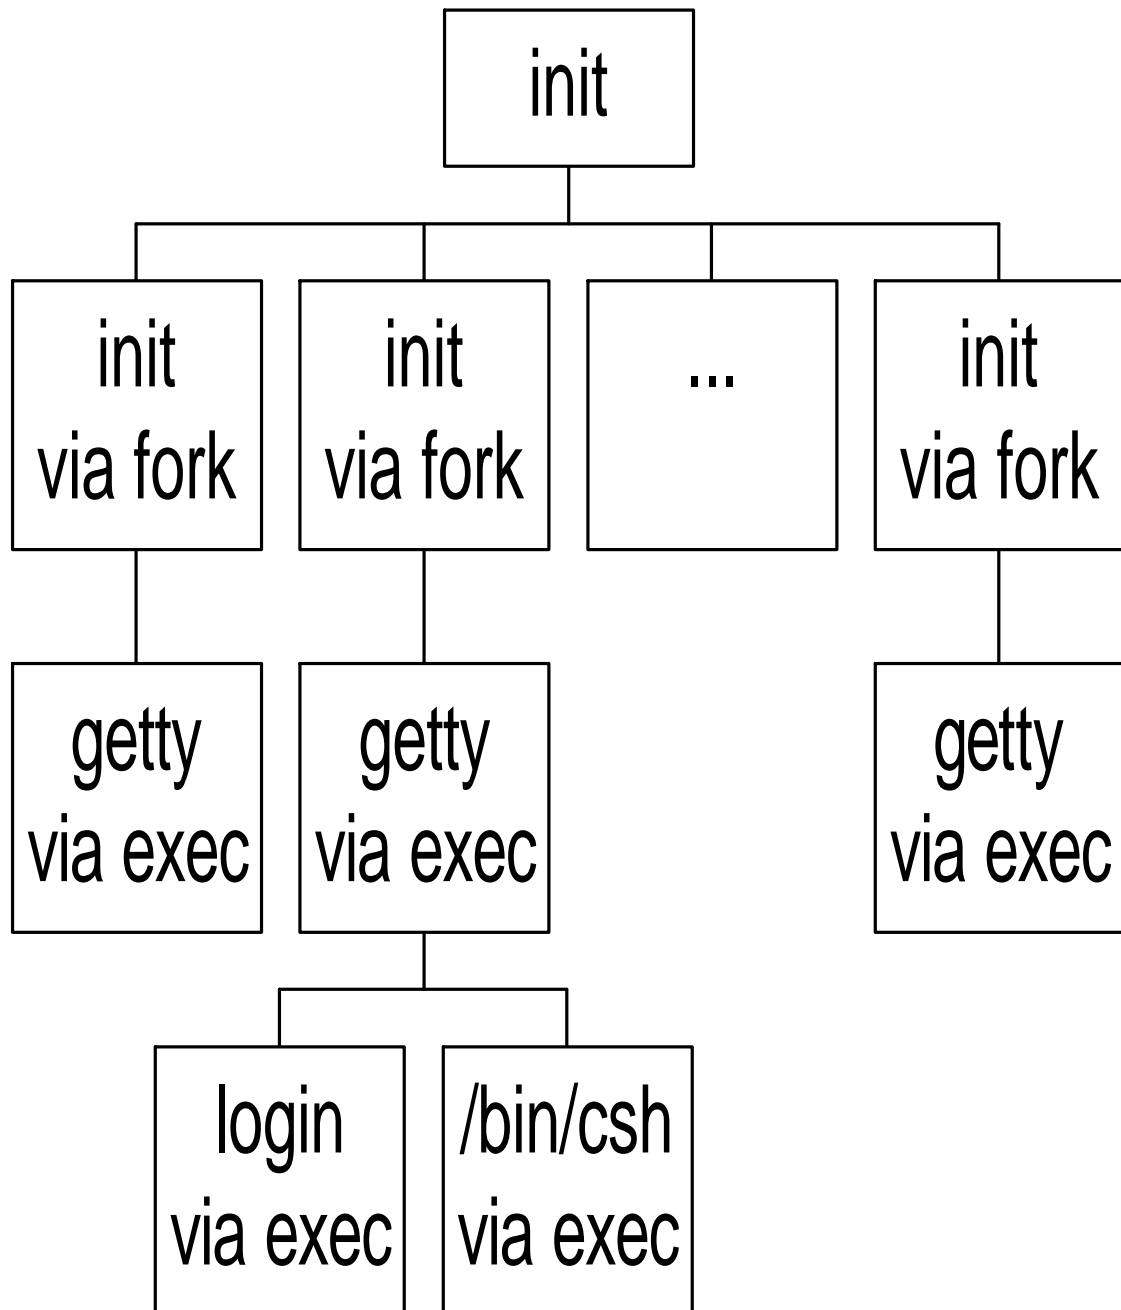 init
init
via fork
init
via fork
...
init
via fork
getty
via exec
getty
via exec
getty
via exec
login
via exec
/bin/csh
via exec